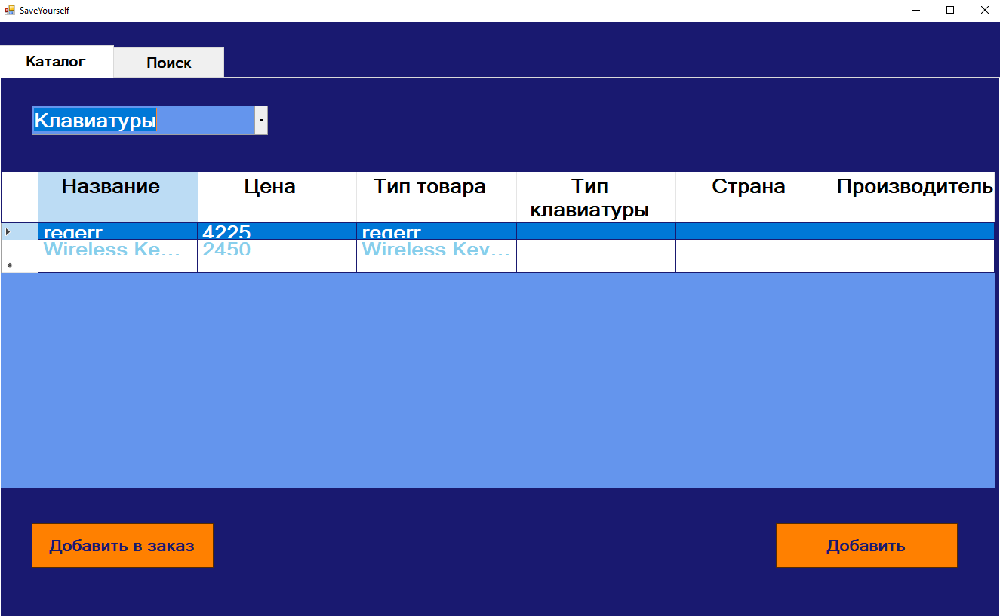 SaveYourself
Каталог
Поиск
Клавиатуры
Название Цена Тип товара Тип клавиатуры Страна Производитель
regerr ... 4225 regerr ...
Wireless Ke... 2450 Wireless Key...
Добавить в заказ
Добавить